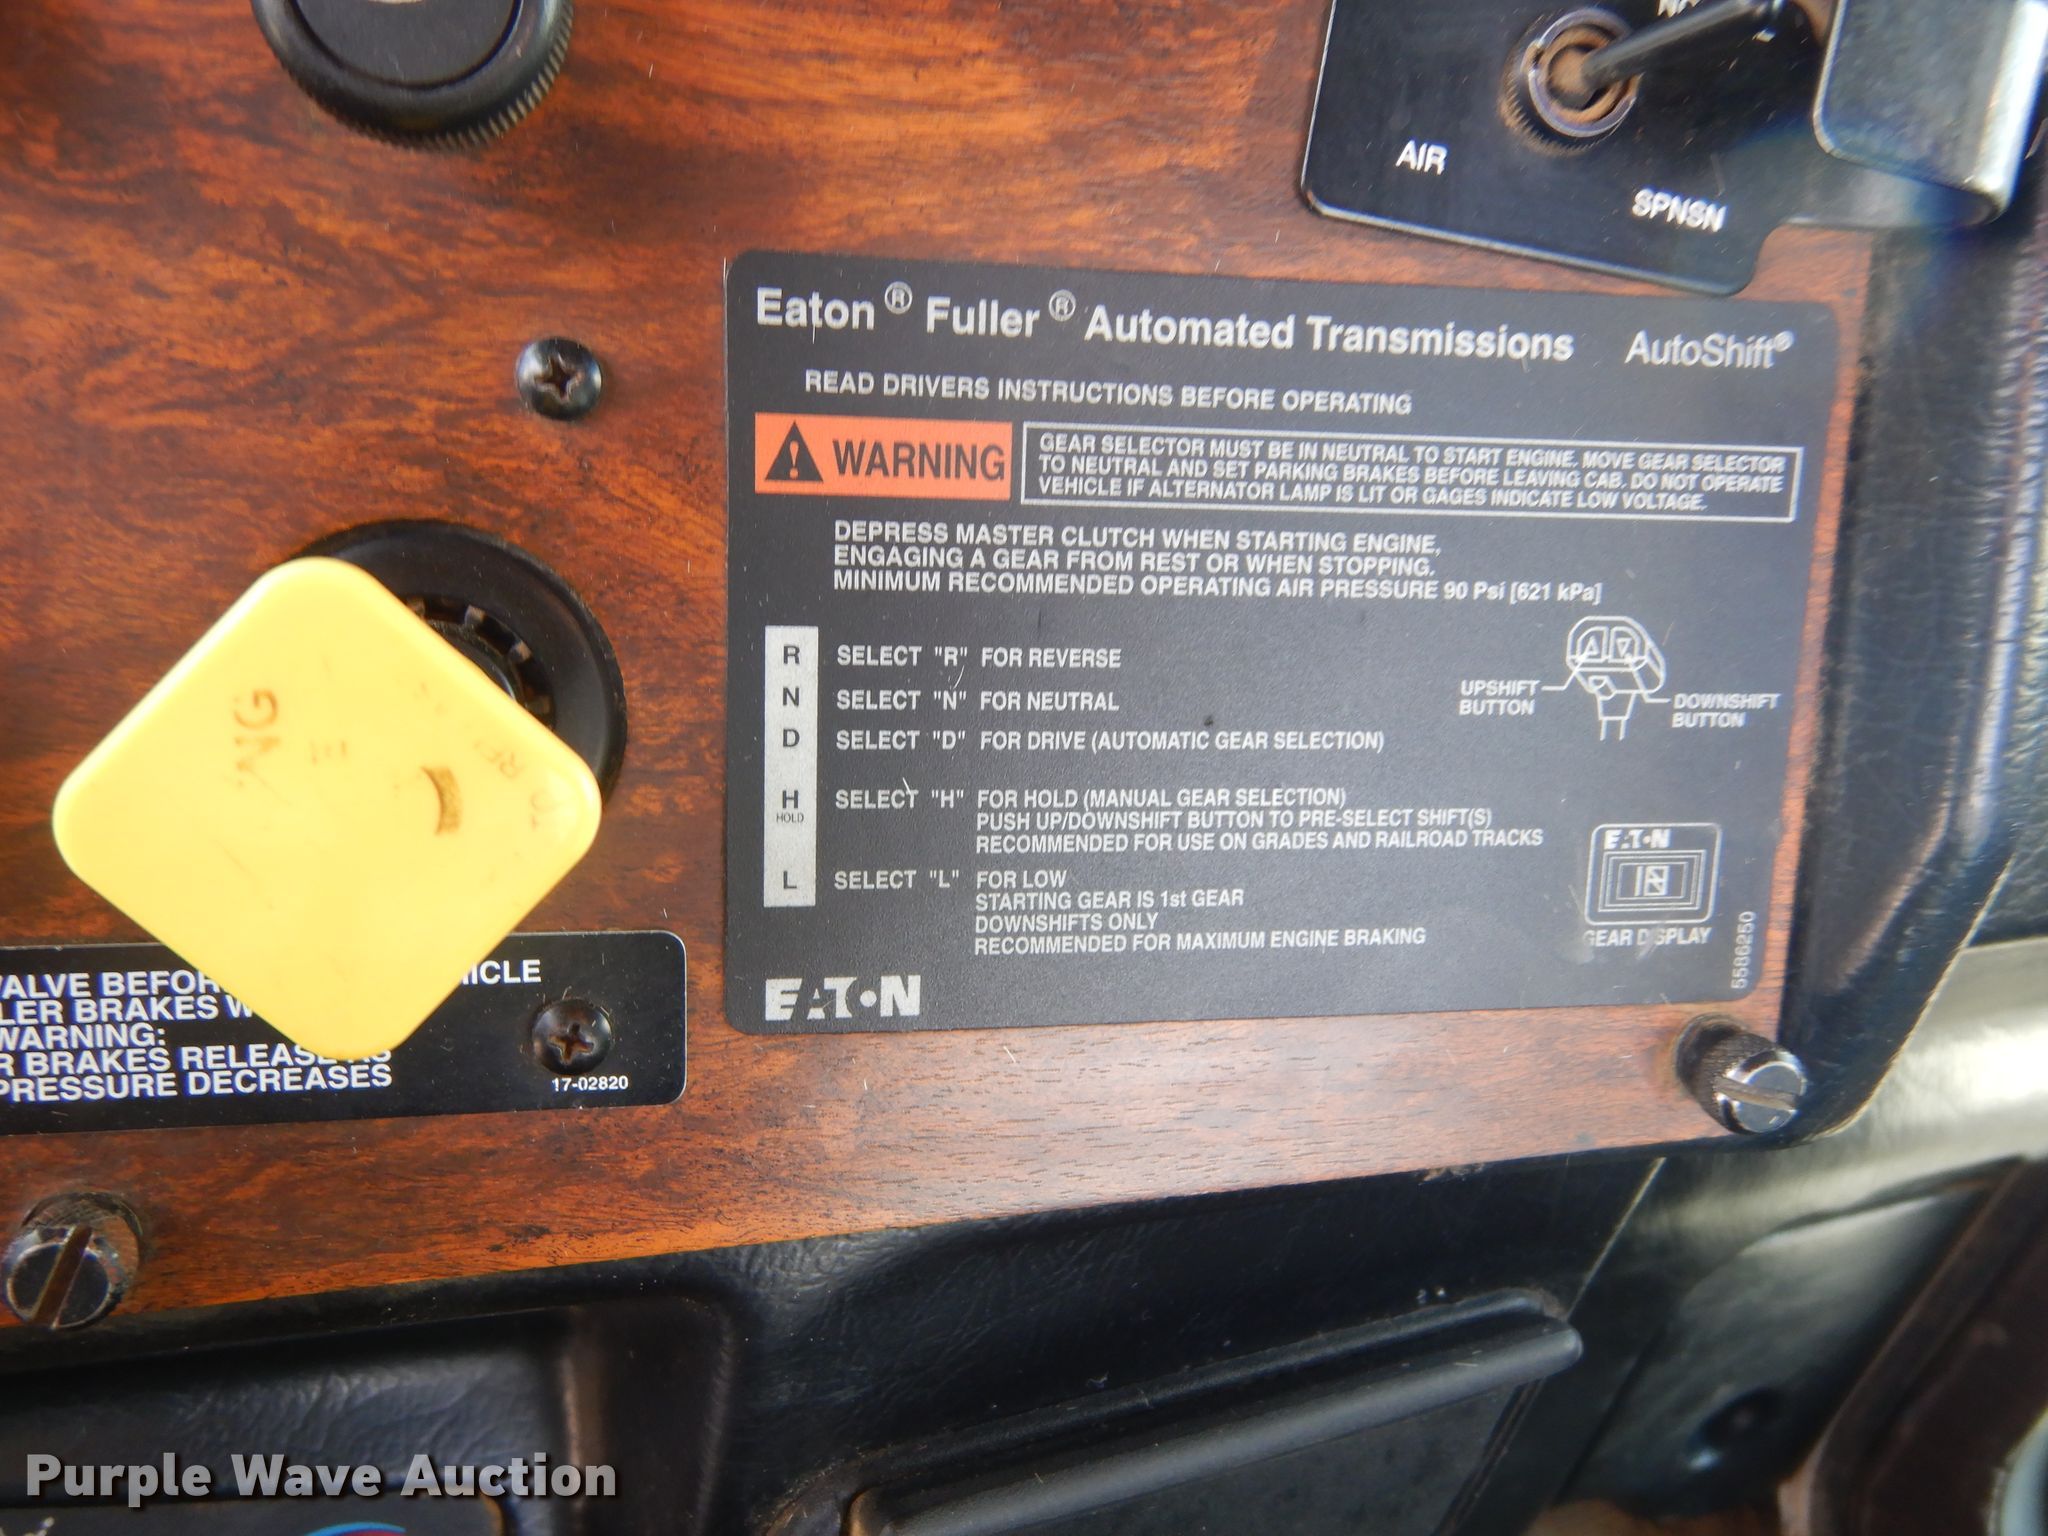 AIR
SPNSN
Eaton® Fuller® Automated Transmissions AutoShift®
READ DRIVERS INSTRUCTIONS BEFORE OPERATING
WARNING
GEAR SELECTOR MUST BE IN NEUTRAL TO START ENGINE. MOVE GEAR SELECTOR
TO NEUTRAL AND SET PARKING BRAKES BEFORE LEAVING CAB. DO NOT OPERATE
VEHICLE IF ALTERNATOR LAMP IS LIT OR GAGES INDICATE LOW VOLTAGE.
DEPRESS MASTER CLUTCH WHEN STARTING ENGINE,
ENGAGING A GEAR FROM REST OR WHEN STOPPING.
MINIMUM RECOMMENDED OPERATING AIR PRESSURE 90 Psi [621 kPa]
R SELECT "R" FOR REVERSE
N SELECT "N" FOR NEUTRAL
D SELECT "D" FOR DRIVE (AUTOMATIC GEAR SELECTION)
H HOLD SELECT "H" FOR HOLD (MANUAL GEAR SELECTION)
PUSH UP/DOWNSHIFT BUTTON TO PRE-SELECT SHIFT(S)
RECOMMENDED FOR USE ON GRADES AND RAILROAD TRACKS
L SELECT "L" FOR LOW
STARTING GEAR IS 1st GEAR
DOWNSHIFTS ONLY
RECOMMENDED FOR MAXIMUM ENGINE BRAKING
UPSHIFT
BUTTON
DOWNSHIFT
BUTTON
EATON
N
GEAR DISPLAY
5586250
EATON
VALVE BEFOR
BRAKES
WARNING:
BRAKES RELEASE AS
PRESSURE DECREASES
17-02820
Purple Wave Auction